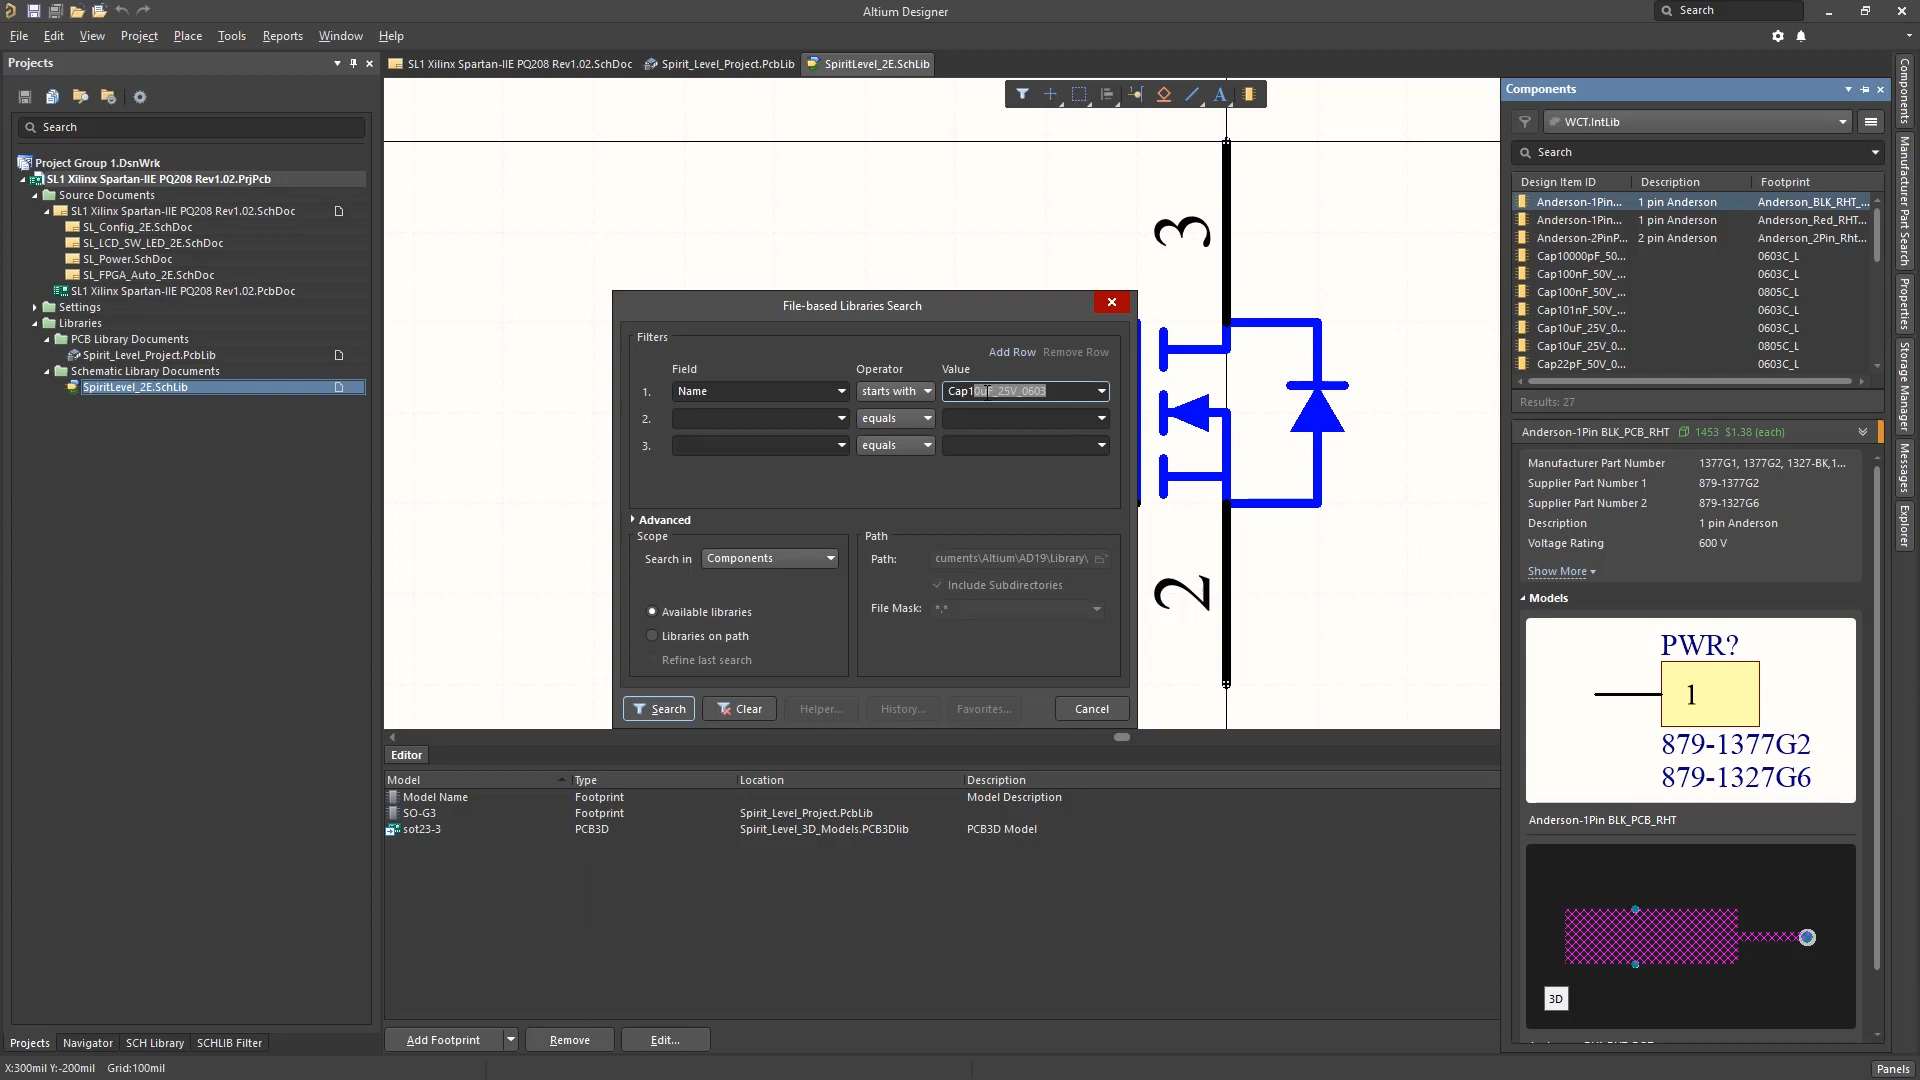 Altium Designer
Search
File Edit View Project Place Tools Reports Window Help
Projects
SL1 Xilinx Spartan-IIE PQ208 Rev1.02.SchDoc Spirit_Level_Project.PcbLib SpiritLevel_2E.SchLib
Search
Project Group 1.DsnWrk
SL1 Xilinx Spartan-IIE PQ208 Rev1.02.PrjPcb
Source Documents
SL1 Xilinx Spartan-IIE PQ208 Rev1.02.SchDoc
SL_Config_2E.SchDoc
SL_LCD_SW_LED_2E.SchDoc
SL_Power.SchDoc
SL_FPGA_Auto_2E.SchDoc
SL1 Xilinx Spartan-IIE PQ208 Rev1.02.PcbDoc
Settings
Libraries
PCB Library Documents
Spirit_Level_Project.PcbLib
Schematic Library Documents
SpiritLevel_2E.SchLib
Projects Navigator SCH Library SCHLIB Filter
X:300mil Y:-200mil Grid:100mil
3
2
File-based Libraries Search
Filters
Add Row Remove Row
Field Operator Value
1. Name starts with Cap10uF_25V_0603
2. equals
3. equals
Advanced
Scope
Search in Components
Available libraries
Libraries on path
Refine last search
Path
Path: cuments\Altium\AD19\Library\
Include Subdirectories
File Mask: *.*
Search Clear Helper... History... Favorites... Cancel
Editor
Model Type Location Description
Model Name Footprint Model Description
SO-G3 Footprint Spirit_Level_Project.PcbLib
sot23-3 PCB3D Spirit_Level_3D_Models.PCB3Dlib PCB3D Model
Add Footprint Remove Edit...
Components
WCT.IntLib
Search
Design Item ID Description Footprint
Anderson-1Pin... 1 pin Anderson Anderson_BLK_RHT_...
Anderson-1Pin... 1 pin Anderson Anderson_Red_RHT...
Anderson-2PinP... 2 pin Anderson Anderson_2Pin_Rht...
Cap10000pF_50... 0603C_L
Cap100nF_50V_... 0603C_L
Cap100nF_50V_... 0805C_L
Cap101nF_50V_... 0603C_L
Cap10uF_25V_0... 0603C_L
Cap10uF_25V_0... 0805C_L
Cap22pF_50V_0... 0603C_L
Results: 27
Anderson-1Pin BLK_PCB_RHT 1453 $1.38 (each)
Manufacturer Part Number 1377G1, 1377G2, 1327-BK,1...
Supplier Part Number 1 879-1377G2
Supplier Part Number 2 879-1327G6
Description 1 pin Anderson
Voltage Rating 600 V
Show More
Models
PWR?
1
879-1377G2
879-1327G6
Anderson-1Pin BLK_PCB_RHT
3D
Components
Manufacturer Part Search
Properties
Storage Manager
Messages
Explorer
Panels